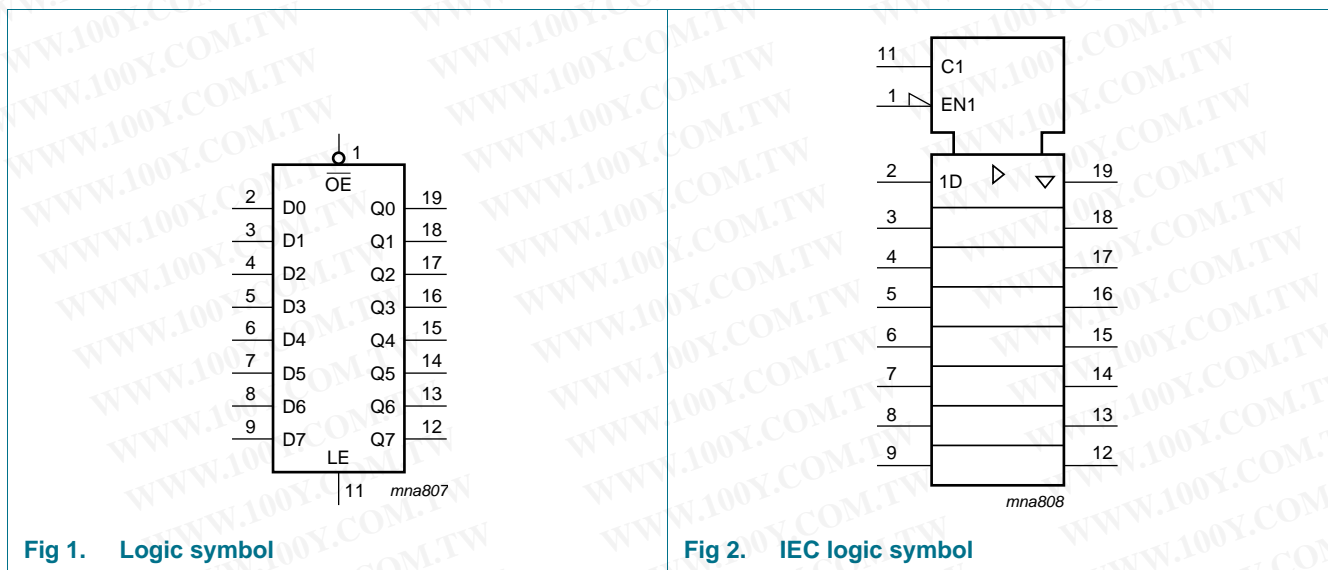 1
OE
2 D0 Q0 19
3 D1 Q1 18
4 D2 Q2 17
5 D3 Q3 16
6 D4 Q4 15
7 D5 Q5 14
8 D6 Q6 13
9 D7 Q7 12
LE
11 mna807
Fig 1. Logic symbol
11 C1
1 EN1
2 1D 19
3 18
4 17
5 16
6 15
7 14
8 13
9 12
mna808
Fig 2. IEC logic symbol
WWW.100Y.COM.TW